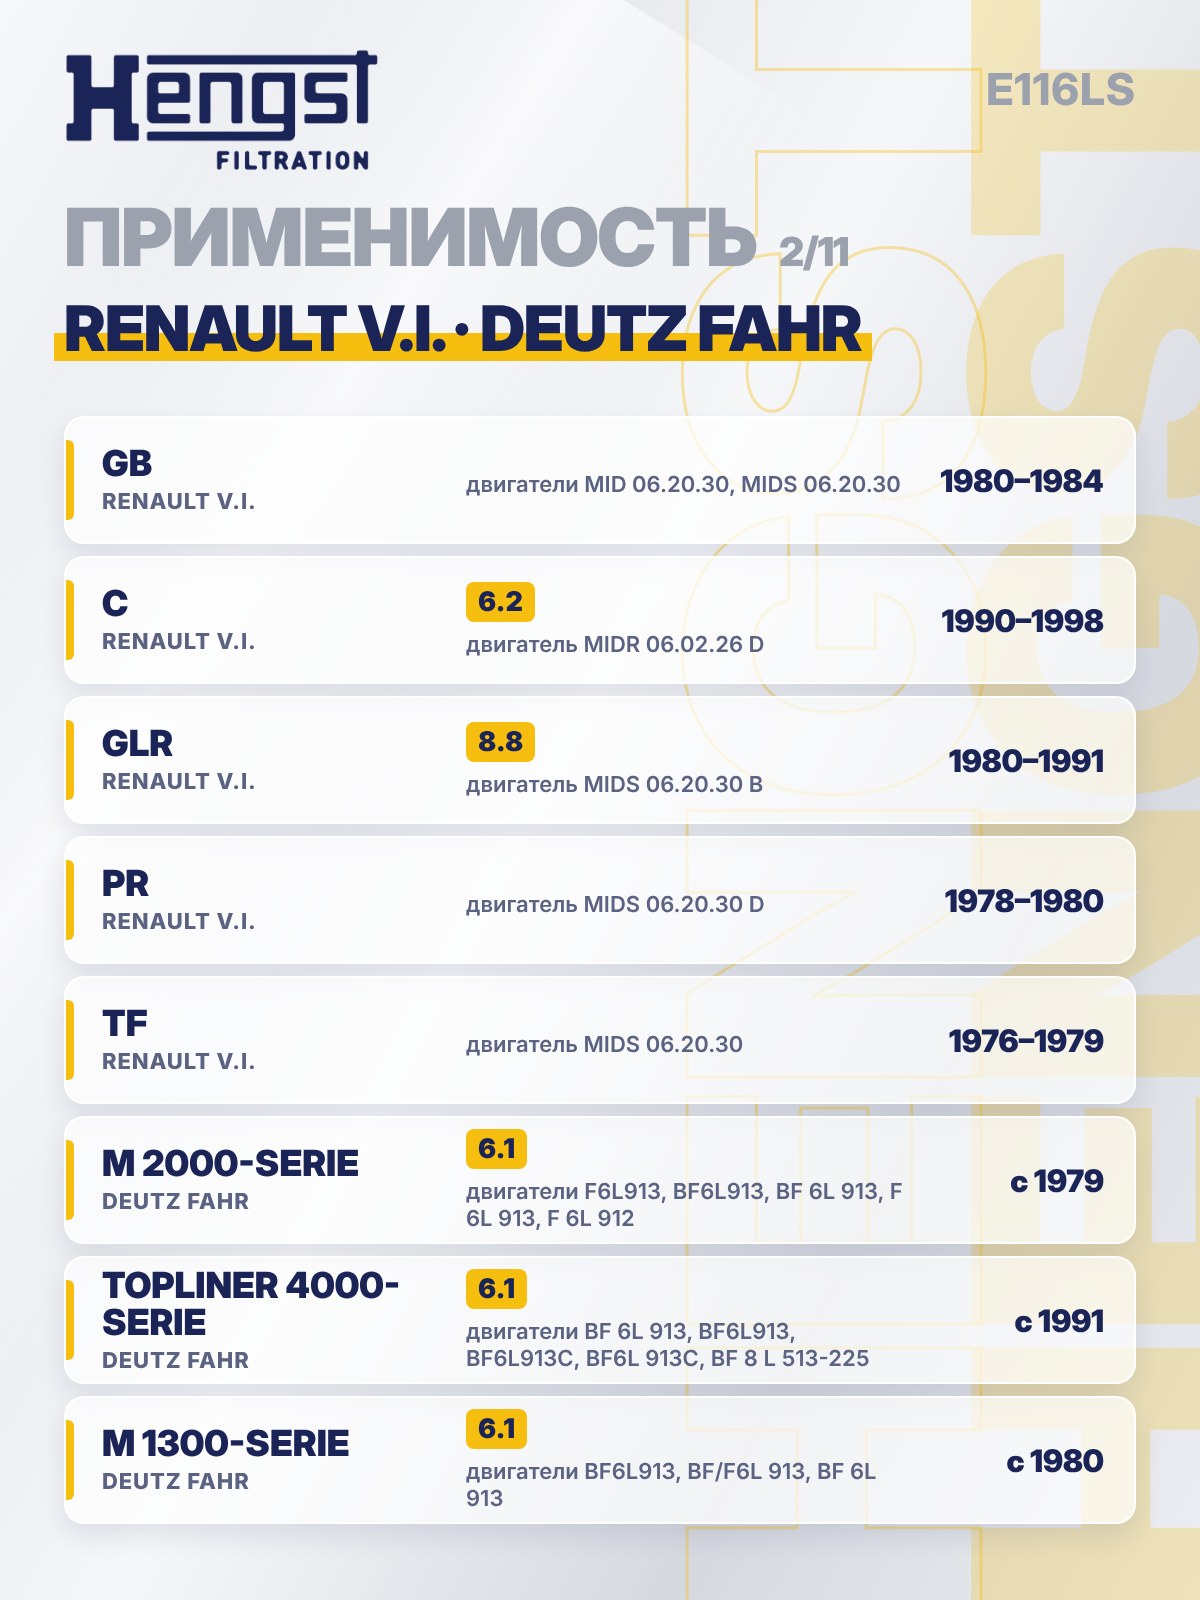 Hengst
FILTRATION
E116LS
ПРИМЕНИМОСТЬ 2/11
RENAULT V.I. · DEUTZ FAHR
GB
RENAULT V.I.
двигатели MID 06.20.30, MIDS 06.20.30
1980–1984
C
RENAULT V.I.
6.2
двигатель MIDR 06.02.26 D
1990–1998
GLR
RENAULT V.I.
8.8
двигатель MIDS 06.20.30 B
1980–1991
PR
RENAULT V.I.
двигатель MIDS 06.20.30 D
1978–1980
TF
RENAULT V.I.
двигатель MIDS 06.20.30
1976–1979
M 2000-SERIE
DEUTZ FAHR
6.1
двигатели F6L913, BF6L913, BF 6L 913, F
6L 913, F 6L 912
с 1979
TOPLINER 4000-
SERIE
DEUTZ FAHR
6.1
двигатели BF 6L 913, BF6L913,
BF6L913C, BF6L 913C, BF 8 L 513-225
с 1991
M 1300-SERIE
DEUTZ FAHR
6.1
двигатели BF6L913, BF/F6L 913, BF 6L
913
с 1980
HENGST
HENGST